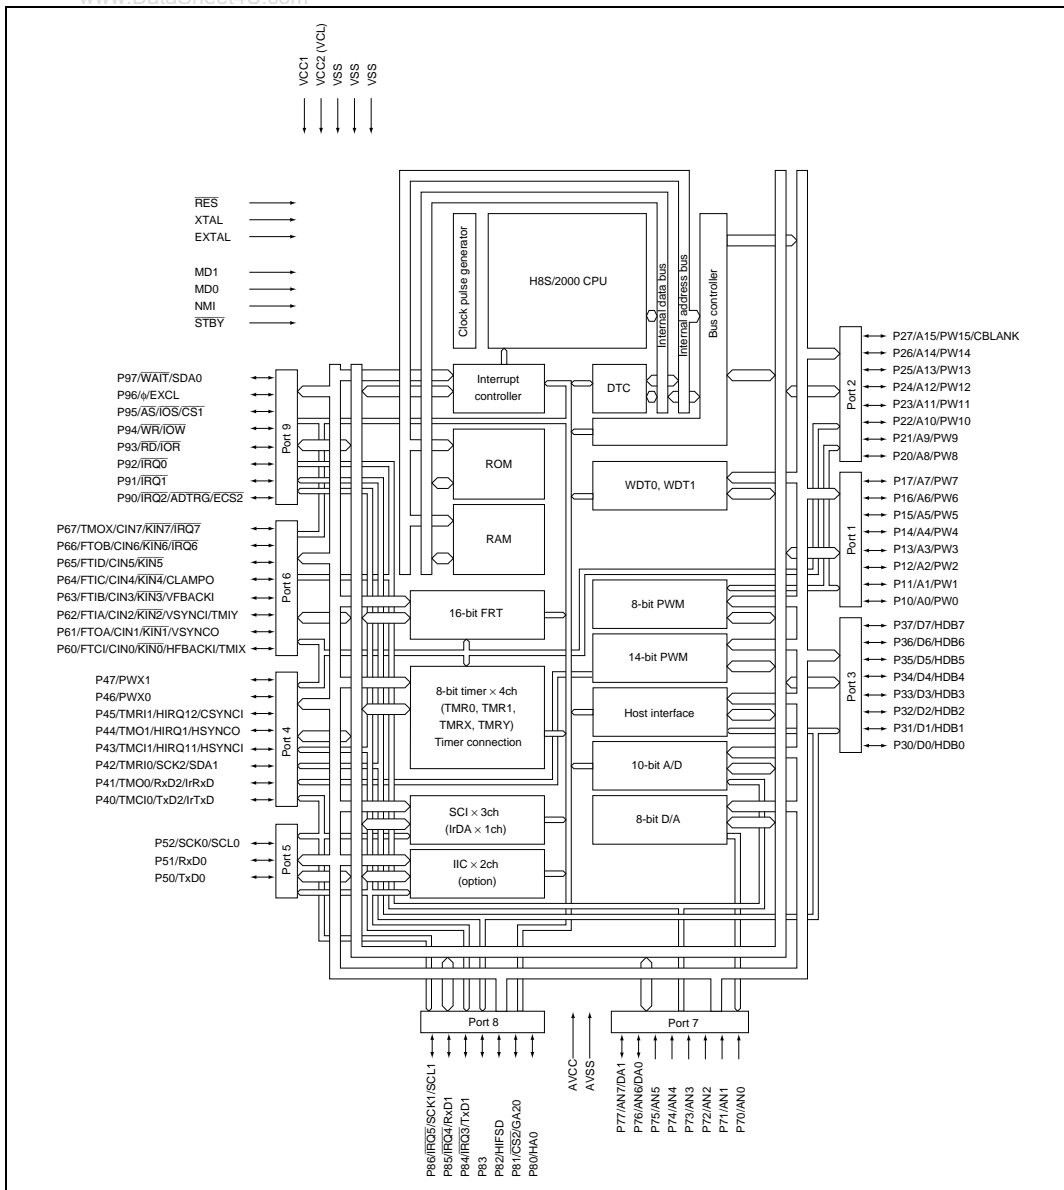 www.DataSheet4U.com
VCC1
VCC2 (VCL)
VSS
VSS
VSS
RES
XTAL
EXTAL
MD1
MD0
NMI
STBY
Clock pulse generator
H8S/2000 CPU
Internal data bus
Internal address bus
Bus controller
Interrupt
controller
DTC
ROM
RAM
WDT0, WDT1
16-bit FRT
8-bit PWM
14-bit PWM
8-bit timer × 4ch
(TMR0, TMR1,
TMRX, TMRY)
Timer connection
Host interface
10-bit A/D
8-bit D/A
SCI × 3ch
(IrDA × 1ch)
IIC × 2ch
(option)
P97/WAIT/SDA0
P96/φ/EXCL
P95/AS/IOS/CS1
P94/WR/IOW
P93/RD/IOR
P92/IRQ0
P91/IRQ1
P90/IRQ2/ADTRG/ECS2
Port 9
P67/TMOX/CIN7/KIN7/IRQ7
P66/FTOB/CIN6/KIN6/IRQ6
P65/FTID/CIN5/KIN5
P64/FTIC/CIN4/KIN4/CLAMPO
P63/FTIB/CIN3/KIN3/VFBACKI
P62/FTIA/CIN2/KIN2/VSYNCI/TMIY
P61/FTOA/CIN1/KIN1/VSYNCO
P60/FTCI/CIN0/KIN0/HFBACKI/TMIX
Port 6
P47/PWX1
P46/PWX0
P45/TMRI1/HIRQ12/CSYNCI
P44/TMO1/HIRQ1/HSYNCO
P43/TMCI1/HIRQ11/HSYNCI
P42/TMRI0/SCK2/SDA1
P41/TMO0/RxD2/IrRxD
P40/TMCI0/TxD2/IrTxD
Port 4
P52/SCK0/SCL0
P51/RxD0
P50/TxD0
Port 5
Port 2
P27/A15/PW15/CBLANK
P26/A14/PW14
P25/A13/PW13
P24/A12/PW12
P23/A11/PW11
P22/A10/PW10
P21/A9/PW9
P20/A8/PW8
Port 1
P17/A7/PW7
P16/A6/PW6
P15/A5/PW5
P14/A4/PW4
P13/A3/PW3
P12/A2/PW2
P11/A1/PW1
P10/A0/PW0
Port 3
P37/D7/HDB7
P36/D6/HDB6
P35/D5/HDB5
P34/D4/HDB4
P33/D3/HDB3
P32/D2/HDB2
P31/D1/HDB1
P30/D0/HDB0
Port 8
P86/IRQ5/SCK1/SCL1
P85/IRQ4/RxD1
P84/IRQ3/TxD1
P83
P82/HIFSD
P81/CS2/GA20
P80/HA0
AVCC
AVSS
Port 7
P77/AN7/DA1
P76/AN6/DA0
P75/AN5
P74/AN4
P73/AN3
P72/AN2
P71/AN1
P70/AN0